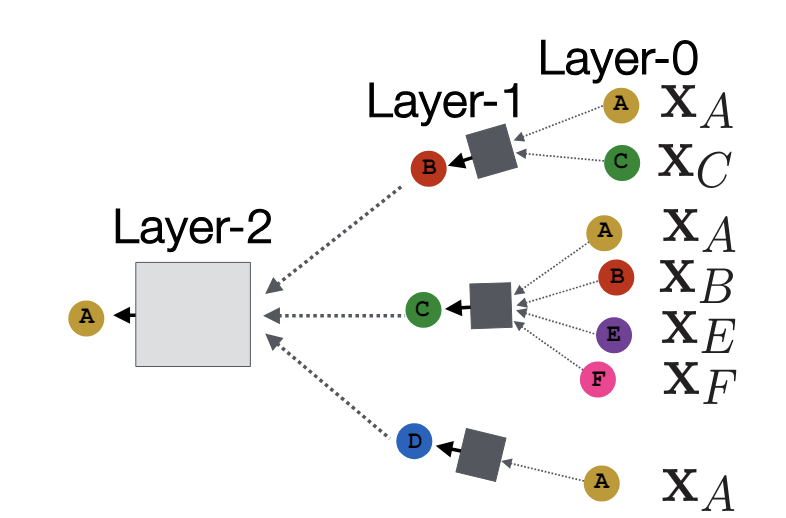 Layer-0
Layer-1
Layer-2
A x_A
B
C x_C
A x_A
B x_B
C
A
E x_E
F x_F
D
A x_A